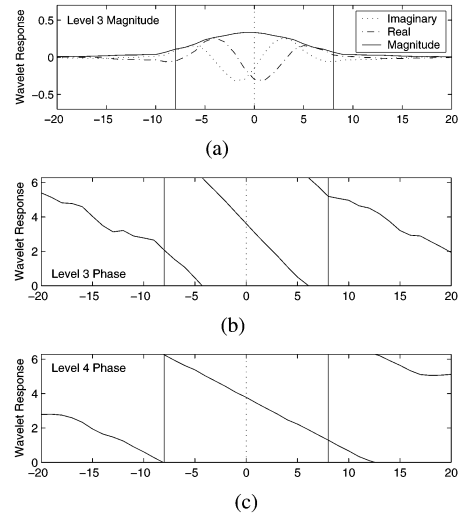 Level 3 Magnitude
Imaginary
Real
Magnitude
Wavelet Response
0.5
0
−0.5
−20 −15 −10 −5 0 5 10 15 20
(a)
Wavelet Response
6
4
2
0
Level 3 Phase
−20 −15 −10 −5 0 5 10 15 20
(b)
Level 4 Phase
Wavelet Response
6
4
2
0
−20 −15 −10 −5 0 5 10 15 20
(c)